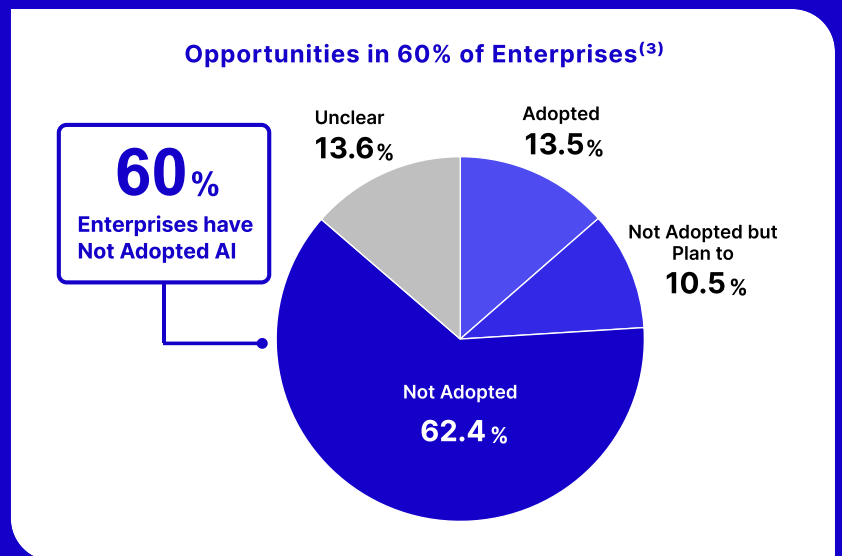 Opportunities in 60% of Enterprises⁽³⁾
Unclear
13.6%
Adopted
13.5%
60%
Enterprises have
Not Adopted AI
Not Adopted but
Plan to
10.5%
Not Adopted
62.4%